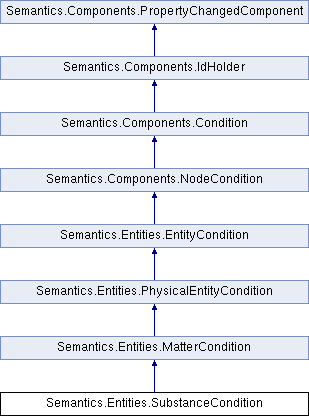 Semantics.Components.PropertyChangedComponent
Semantics.Components.IdHolder
Semantics.Components.Condition
Semantics.Components.NodeCondition
Semantics.Entities.EntityCondition
Semantics.Entities.PhysicalEntityCondition
Semantics.Entities.MatterCondition
Semantics.Entities.SubstanceCondition